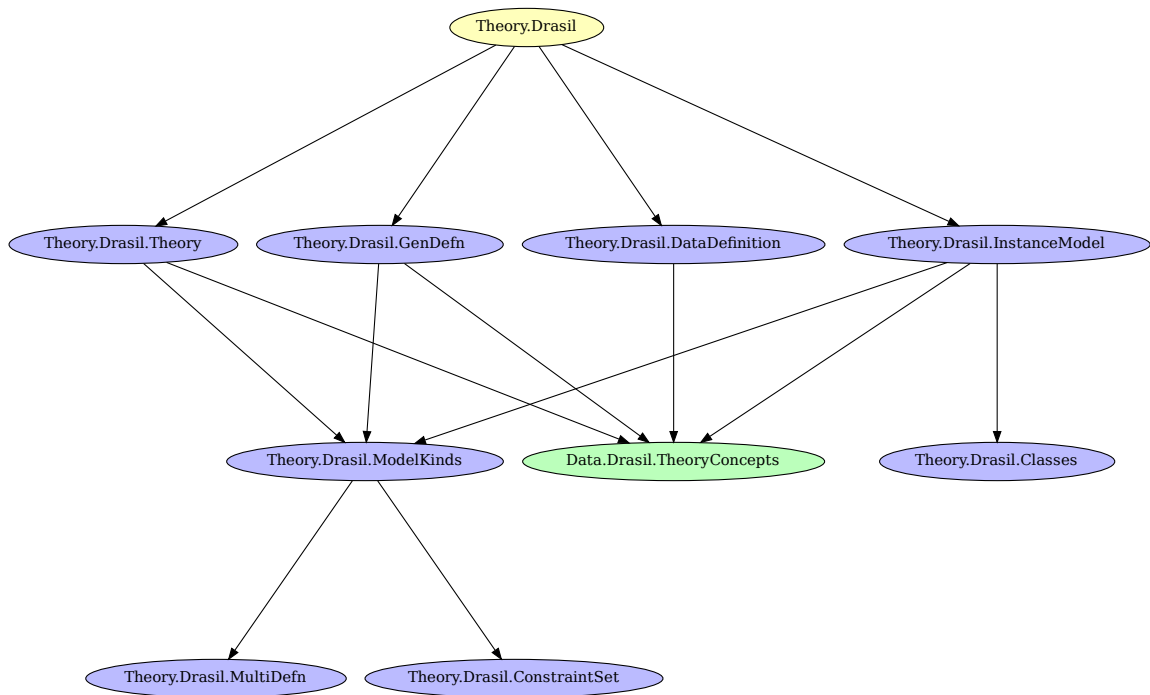 Theory.Drasil
Theory.Drasil.Theory
Theory.Drasil.GenDefn
Theory.Drasil.DataDefinition
Theory.Drasil.InstanceModel
Theory.Drasil.ModelKinds
Data.Drasil.TheoryConcepts
Theory.Drasil.Classes
Theory.Drasil.MultiDefn
Theory.Drasil.ConstraintSet